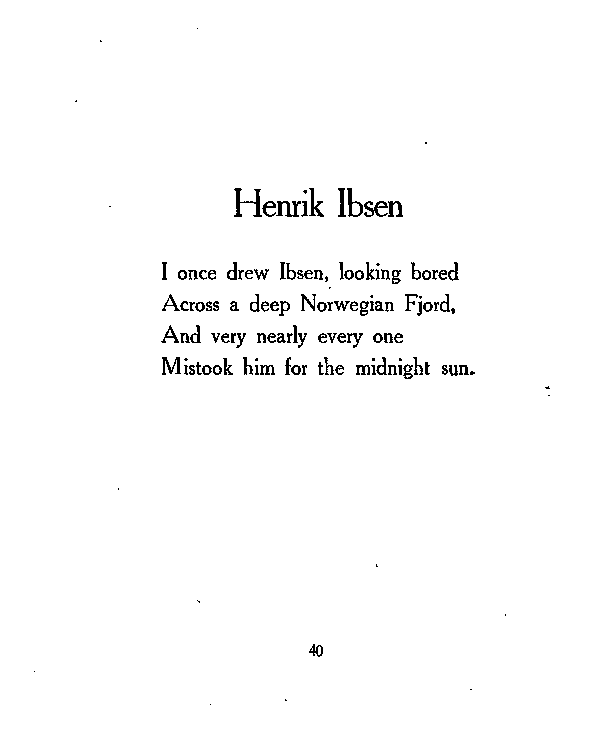 Henrik Ibsen
I once drew Ibsen, looking bored
Across a deep Norwegian Fjord,
And very nearly every one
Mistook him for the midnight sun.
40